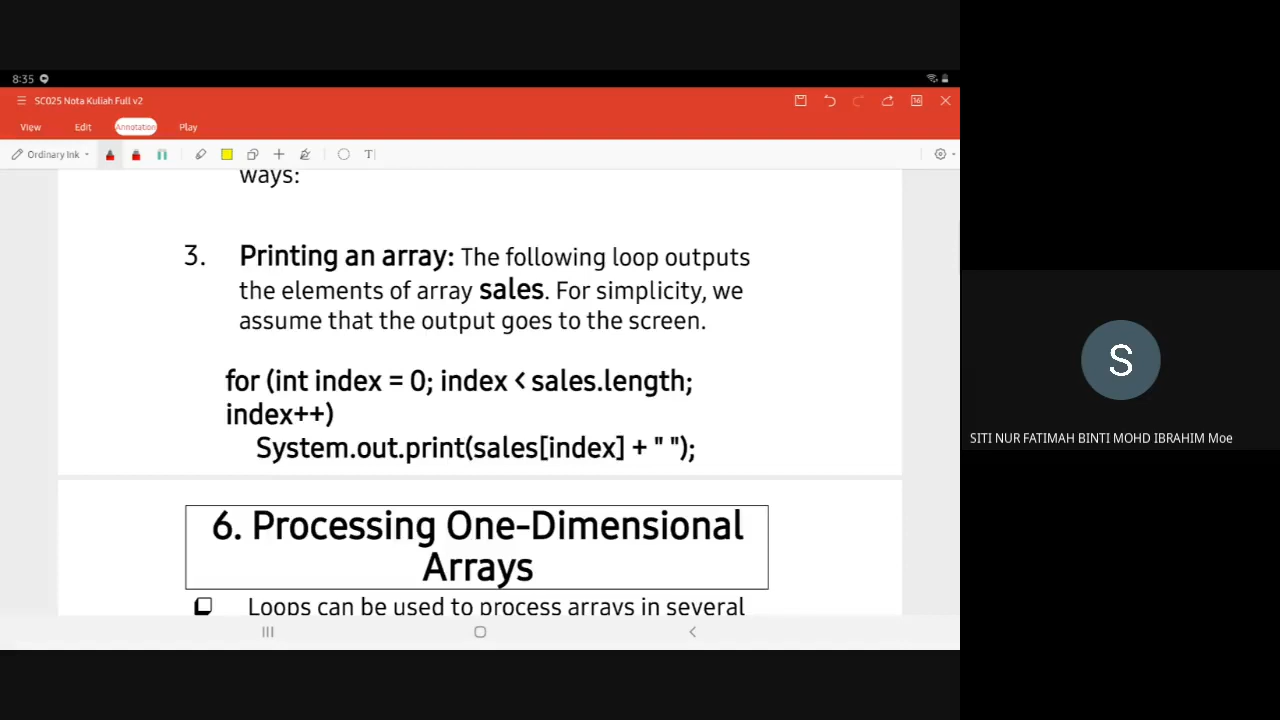 8:35
SC025 Nota Kuliah Full v2
16
View Edit Annotation Play
Ordinary Ink
T
ways:
3. Printing an array: The following loop outputs
the elements of array sales. For simplicity, we
assume that the output goes to the screen.
for (int index = 0; index < sales.length;
index++)
System.out.print(sales[index] + " ");
6. Processing One-Dimensional
Arrays
Loops can be used to process arrays in several
S
SITI NUR FATIMAH BINTI MOHD IBRAHIM Moe